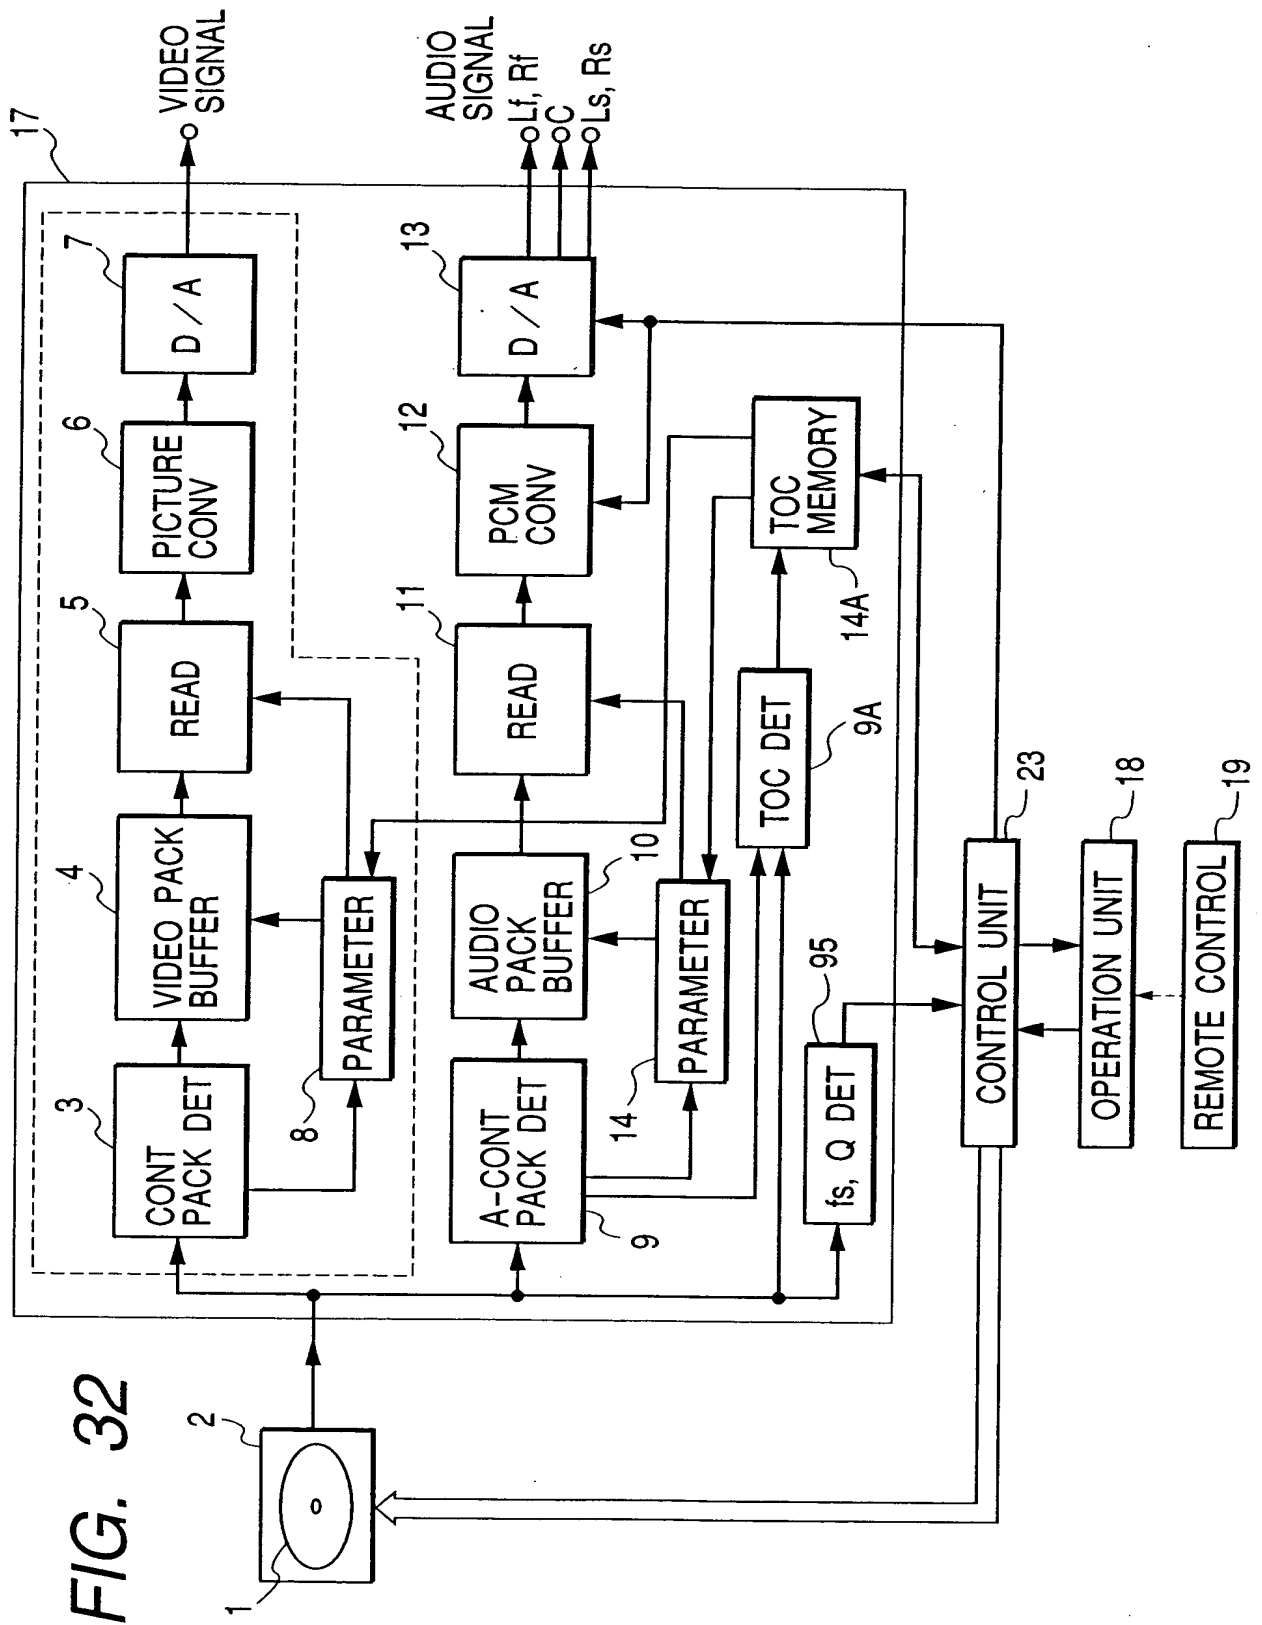 FIG. 32
1
2
17
3
CONT
PACK DET
4
VIDEO PACK
BUFFER
5
READ
6
PICTURE
CONV
7
D / A
VIDEO
SIGNAL
8
PARAMETER
9
A-CONT
PACK DET
10
AUDIO
PACK
BUFFER
11
READ
12
PCM
CONV
13
D / A
AUDIO
SIGNAL
Lf, Rf
C
Ls, Rs
14
PARAMETER
TOC DET
9A
TOC
MEMORY
14A
fs, Q DET
95
CONTROL UNIT
23
OPERATION UNIT
18
REMOTE CONTROL
19